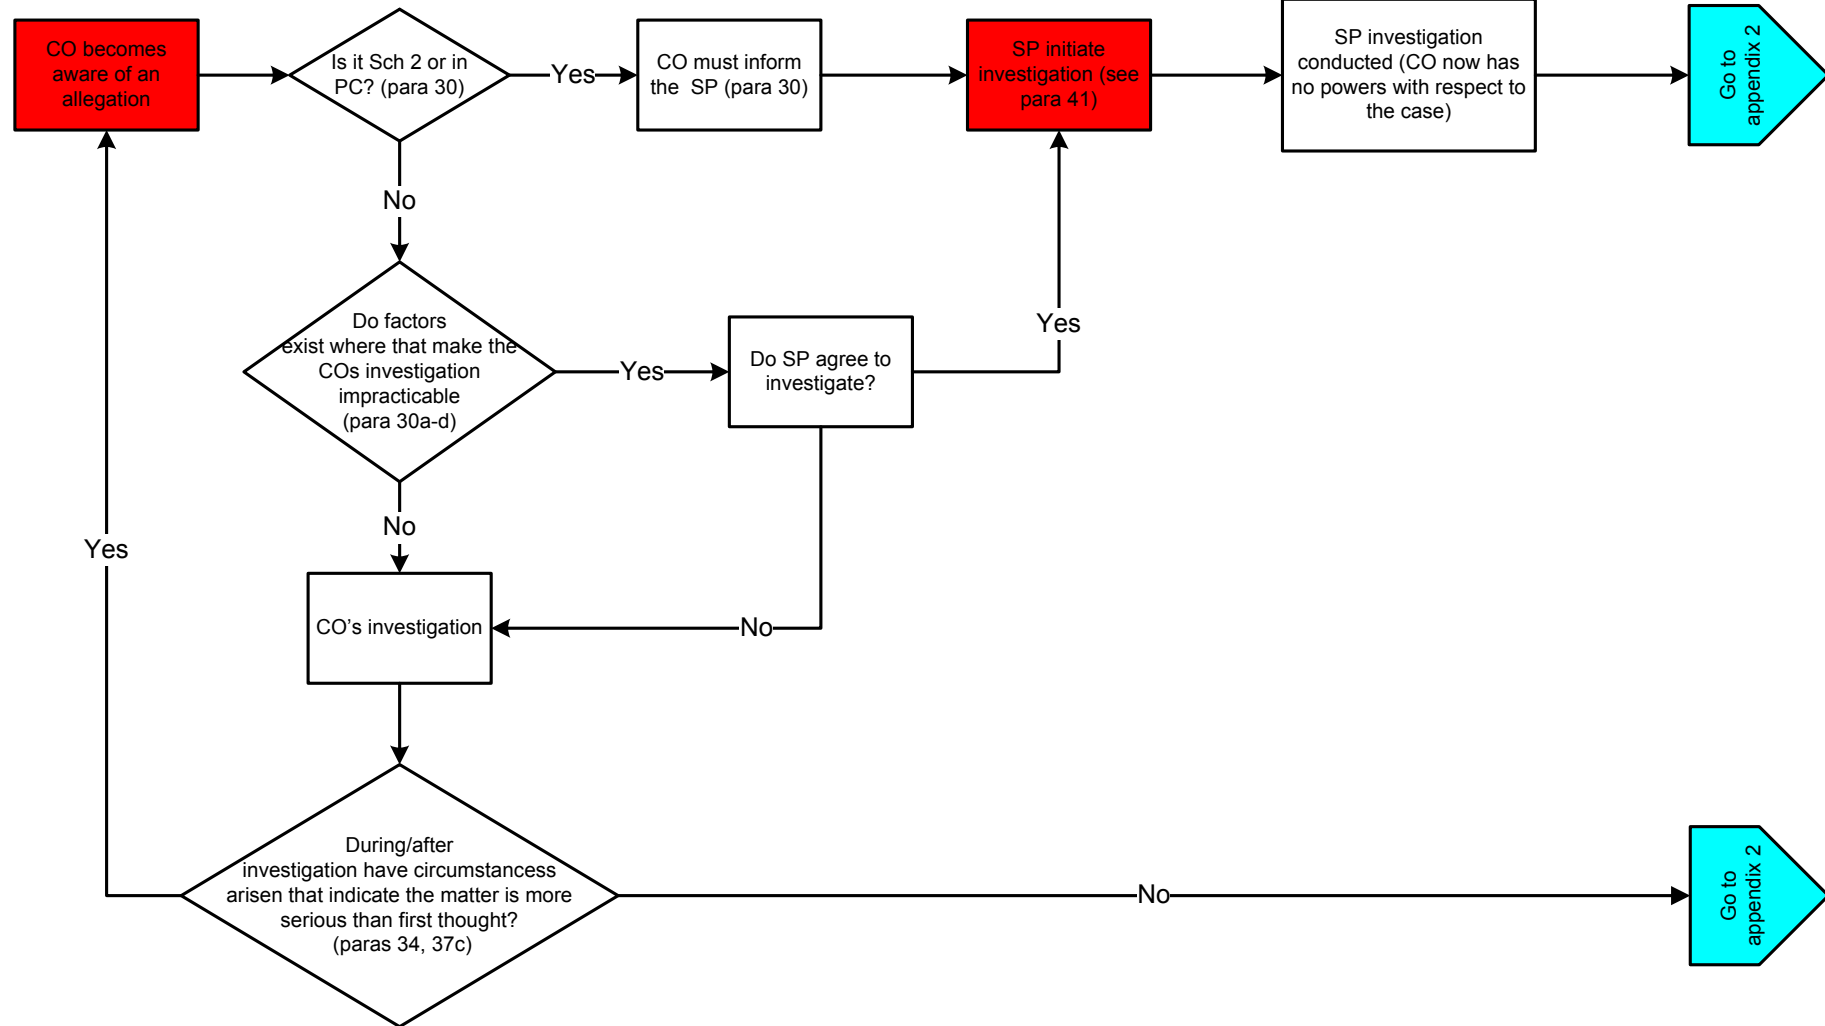 CO becomes
aware of an
allegation
Is it Sch 2 or in
PC? (para 30)
Yes
CO must inform
the  SP (para 30)
SP initiate
investigation (see
para 41)
SP investigation
conducted (CO now has
no powers with respect to
the case)
Go to
appendix 2
No
Do factors
exist where that make the
COs investigation
impracticable
(para 30a-d)
Yes
Do SP agree to
investigate?
Yes
No
Yes
CO’s investigation
No
During/after
investigation have circumstancess
arisen that indicate the matter is more
serious than first thought?
(paras 34, 37c)
No
Go to
appendix 2